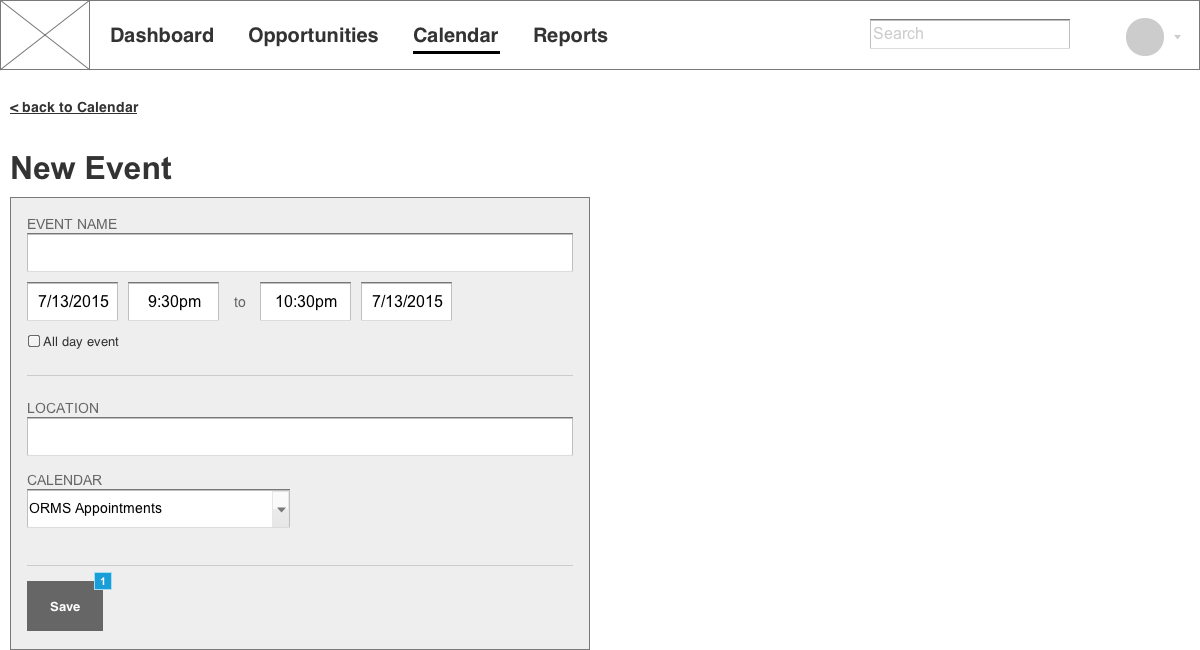 Dashboard Opportunities Calendar Reports Search
< back to Calendar
New Event
EVENT NAME
7/13/2015 9:30pm to 10:30pm 7/13/2015
All day event
LOCATION
CALENDAR
ORMS Appointments
1
Save